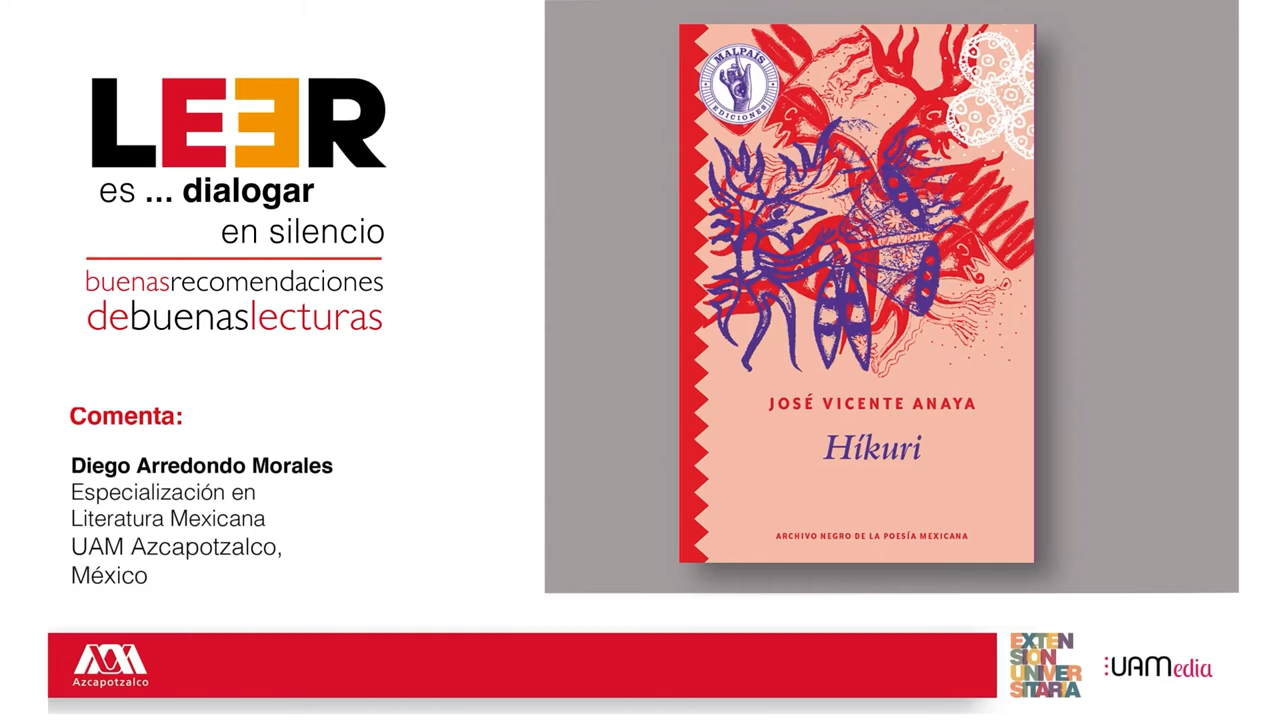 LEER
es ... dialogar
en silencio
buenasrecomendaciones
debuenaslecturas
Comenta:
Diego Arredondo Morales
Especialización en
Literatura Mexicana
UAM Azcapotzalco,
México
MALPAÍS
EDICIONES
JOSÉ VICENTE ANAYA
Híkuri
ARCHIVO NEGRO DE LA POESÍA MEXICANA
Azcapotzalco
EXTEN
SIÓN
UNIVER
SITARIA
UAMedia